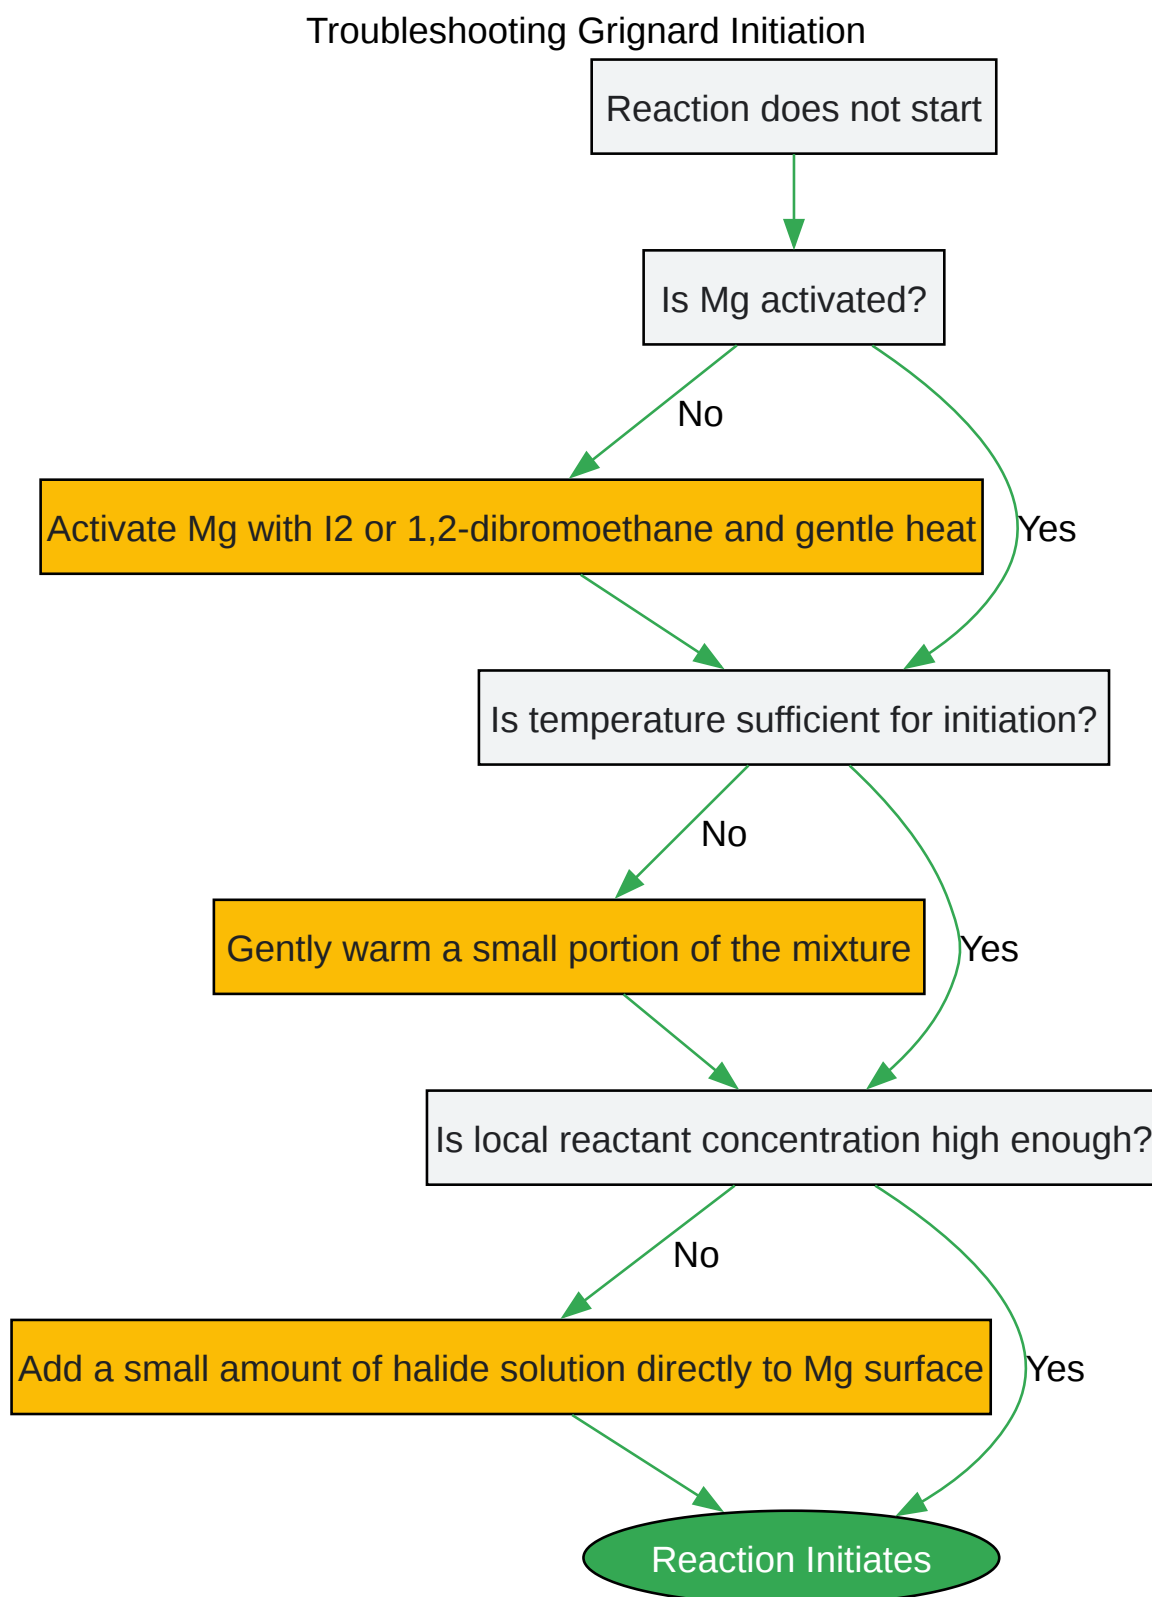 Troubleshooting Grignard Initiation
Reaction does not start
Is Mg activated?
No
Activate Mg with I2 or 1,2-dibromoethane and gentle heat
Yes
Is temperature sufficient for initiation?
No
Gently warm a small portion of the mixture
Yes
Is local reactant concentration high enough?
No
Add a small amount of halide solution directly to Mg surface
Yes
Reaction Initiates